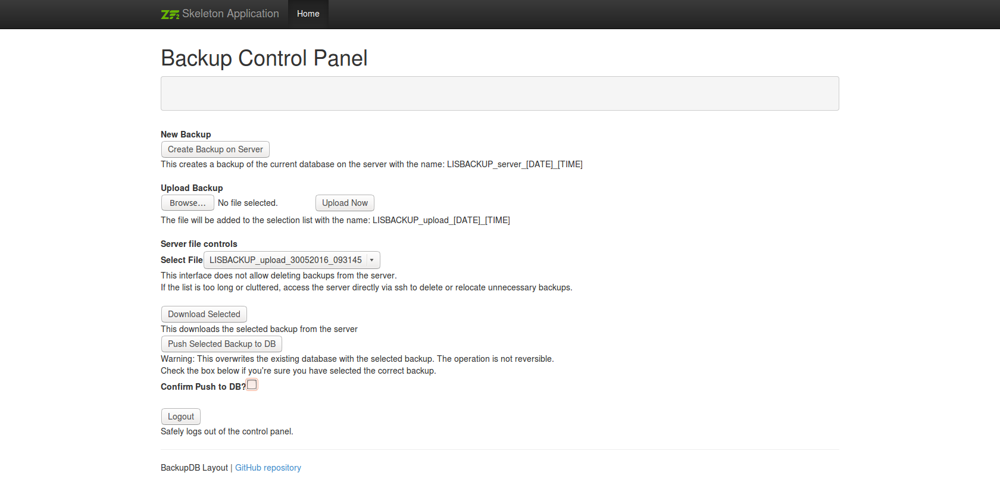 ZF2 Skeleton Application Home
Backup Control Panel
New Backup
Create Backup on Server
This creates a backup of the current database on the server with the name: LISBACKUP_server_[DATE]_[TIME]
Upload Backup
Browse... No file selected. Upload Now
The file will be added to the selection list with the name: LISBACKUP_upload_[DATE]_[TIME]
Server file controls
Select File LISBACKUP_upload_30052016_093145
This interface does not allow deleting backups from the server.
If the list is too long or cluttered, access the server directly via ssh to delete or relocate unnecessary backups.
Download Selected
This downloads the selected backup from the server
Push Selected Backup to DB
Warning: This overwrites the existing database with the selected backup. The operation is not reversible.
Check the box below if you're sure you have selected the correct backup.
Confirm Push to DB?
Logout
Safely logs out of the control panel.
BackupDB Layout | GitHub repository